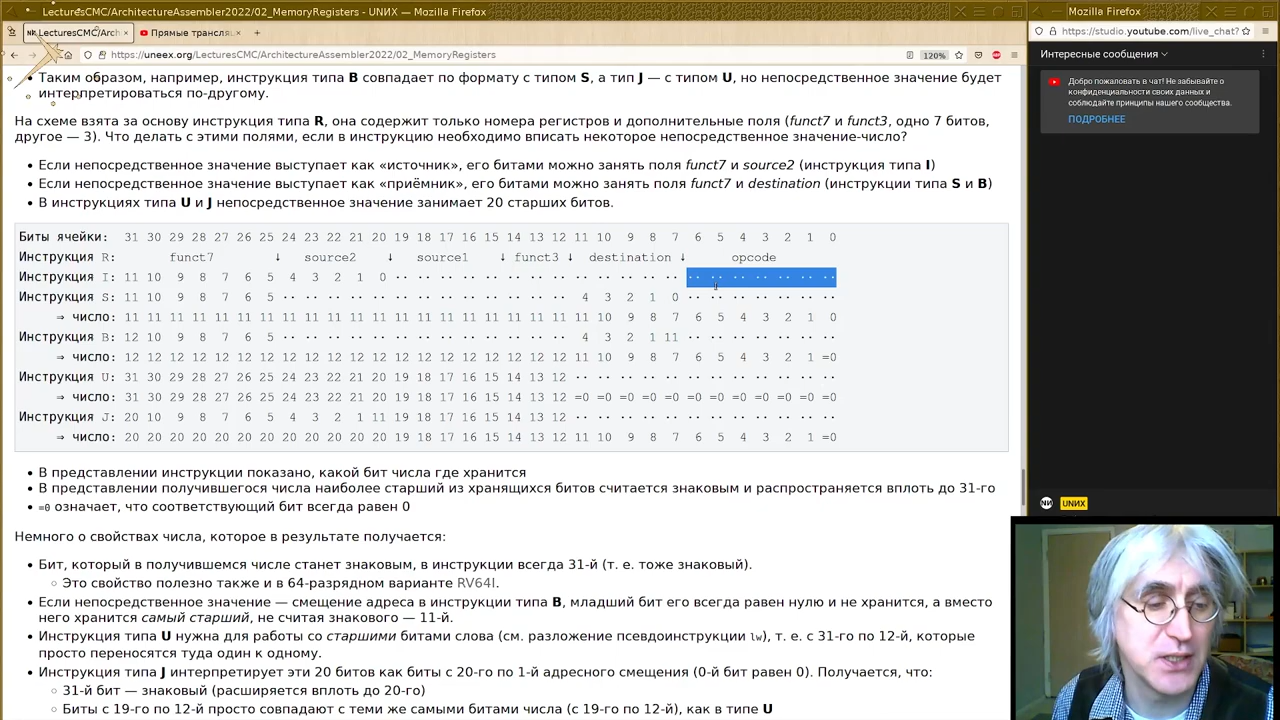 LecturesCMC/ArchitectureAssembler2022/02_MemoryRegisters - UNИX — Mozilla Firefox
Mozilla Firefox
LecturesCMC/Arch
Прямые трансля
https://uneex.org/LecturesCMC/ArchitectureAssembler2022/02_MemoryRegisters
120%
https://studio.youtube.com/live_chat?
Интересные сообщения
Добро пожаловать в чат! Не забывайте о
конфиденциальности своих данных и
соблюдайте принципы нашего сообщества.
ПОДРОБНЕЕ
Таким образом, например, инструкция типа B совпадает по формату с типом S, а тип J — с типом U, но непосредственное значение будет
интерпретироваться по-другому.
На схеме взята за основу инструкция типа R, она содержит только номера регистров и дополнительные поля (funct7 и funct3, одно 7 битов,
другое — 3). Что делать с этими полями, если в инструкцию необходимо вписать некоторое непосредственное значение-число?
Если непосредственное значение выступает как «источник», его битами можно занять поля funct7 и source2 (инструкция типа I)
Если непосредственное значение выступает как «приёмник», его битами можно занять поля funct7 и destination (инструкции типа S и B)
В инструкциях типа U и J непосредственное значение занимает 20 старших битов.
Биты ячейки: 31 30 29 28 27 26 25 24 23 22 21 20 19 18 17 16 15 14 13 12 11 10 9 8 7 6 5 4 3 2 1 0
Инструкция R: funct7 ↓ source2 ↓ source1 ↓ funct3 ↓ destination ↓ opcode
Инструкция I: 11 10 9 8 7 6 5 4 3 2 1 0 ·· ·· ·· ·· ·· ·· ·· ·· ·· ·· ·· ·· ·· ·· ·· ·· ·· ·· ·· ··
Инструкция S: 11 10 9 8 7 6 5 ·· ·· ·· ·· ·· ·· ·· ·· ·· ·· ·· ·· ·· 4 3 2 1 0 ·· ·· ·· ·· ·· ·· ··
⇒ число: 11 11 11 11 11 11 11 11 11 11 11 11 11 11 11 11 11 11 11 11 11 10 9 8 7 6 5 4 3 2 1 0
Инструкция B: 12 10 9 8 7 6 5 ·· ·· ·· ·· ·· ·· ·· ·· ·· ·· ·· ·· ·· 4 3 2 1 11 ·· ·· ·· ·· ·· ·· ··
⇒ число: 12 12 12 12 12 12 12 12 12 12 12 12 12 12 12 12 12 12 12 12 11 10 9 8 7 6 5 4 3 2 1 =0
Инструкция U: 31 30 29 28 27 26 25 24 23 22 21 20 19 18 17 16 15 14 13 12 ·· ·· ·· ·· ·· ·· ·· ·· ·· ·· ·· ··
⇒ число: 31 30 29 28 27 26 25 24 23 22 21 20 19 18 17 16 15 14 13 12 =0 =0 =0 =0 =0 =0 =0 =0 =0 =0 =0 =0
Инструкция J: 20 10 9 8 7 6 5 4 3 2 1 11 19 18 17 16 15 14 13 12 ·· ·· ·· ·· ·· ·· ·· ·· ·· ·· ·· ··
⇒ число: 20 20 20 20 20 20 20 20 20 20 20 20 19 18 17 16 15 14 13 12 11 10 9 8 7 6 5 4 3 2 1 =0
В представлении инструкции показано, какой бит числа где хранится
В представлении получившегося числа наиболее старший из хранящихся битов считается знаковым и распространяется вплоть до 31-го
=0 означает, что соответствующий бит всегда равен 0
NИ UNИX
Немного о свойствах числа, которое в результате получается:
Бит, который в получившемся числе станет знаковым, в инструкции всегда 31-й (т. е. тоже знаковый).
Это свойство полезно также и в 64-разрядном варианте RV64I.
Если непосредственное значение — смещение адреса в инструкции типа B, младший бит его всегда равен нулю и не хранится, а вместо
него хранится самый старший, не считая знакового — 11-й.
Инструкция типа U нужна для работы со старшими битами слова (см. разложение псевдоинструкции lw), т. е. с 31-го по 12-й, которые
просто переносятся туда один к одному.
Инструкция типа J интерпретирует эти 20 битов как биты с 20-го по 1-й адресного смещения (0-й бит равен 0). Получается, что:
31-й бит — знаковый (расширяется вплоть до 20-го)
Биты с 19-го по 12-й просто совпадают с теми же самыми битами числа (с 19-го по 12-й), как в типе U